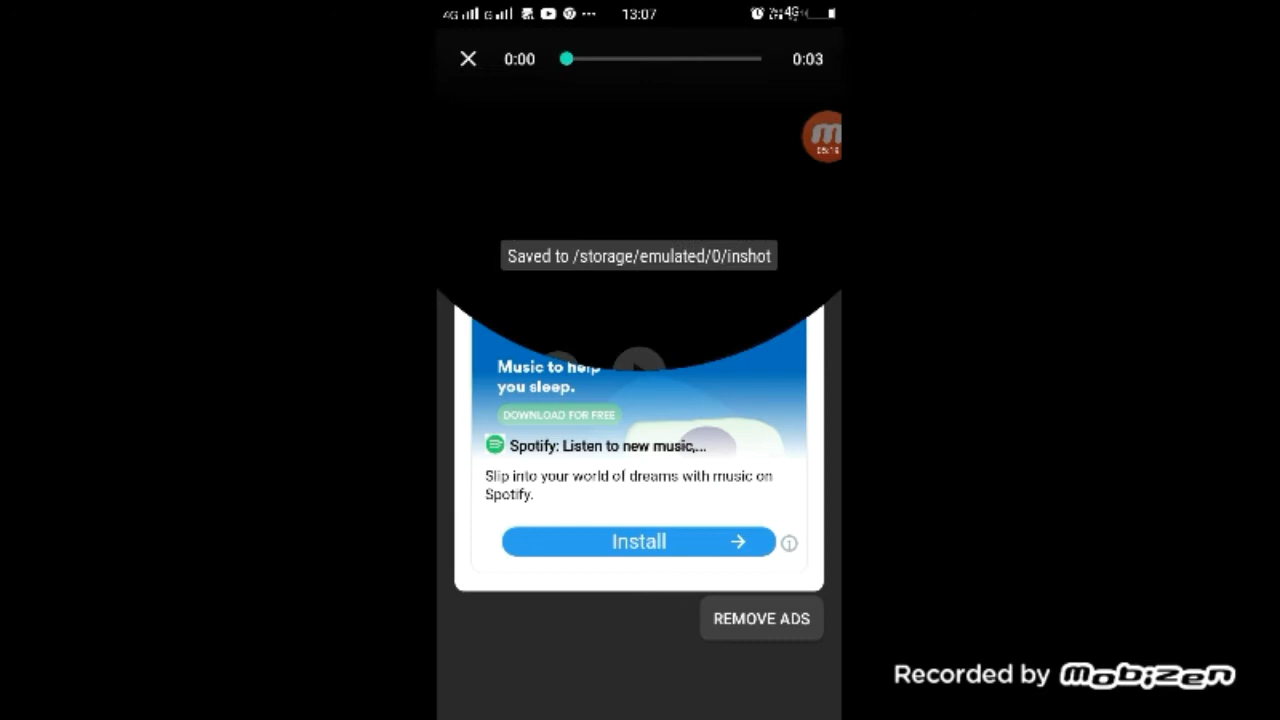 4G G 13:07 4G
0:00 0:03
Saved to /storage/emulated/0/inshot
Music to help
you sleep.
DOWNLOAD FOR FREE
Spotify: Listen to new music,...
Slip into your world of dreams with music on
Spotify.
Install
REMOVE ADS
Recorded by mobizen